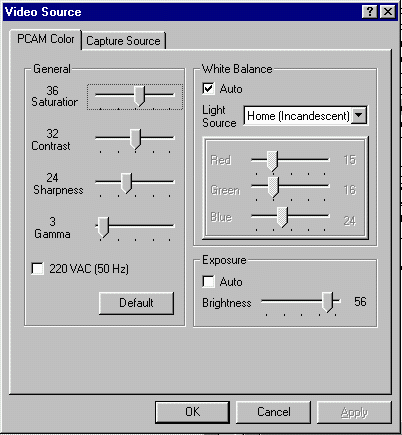 Video Source
PCAM Color
Capture Source
General
36
Saturation
32
Contrast
24
Sharpness
3
Gamma
220 VAC (50 Hz)
Default
White Balance
Auto
Light Source
Home (Incandescent)
Red 15
Green 16
Blue 24
Exposure
Auto
Brightness 56
OK
Cancel
Apply